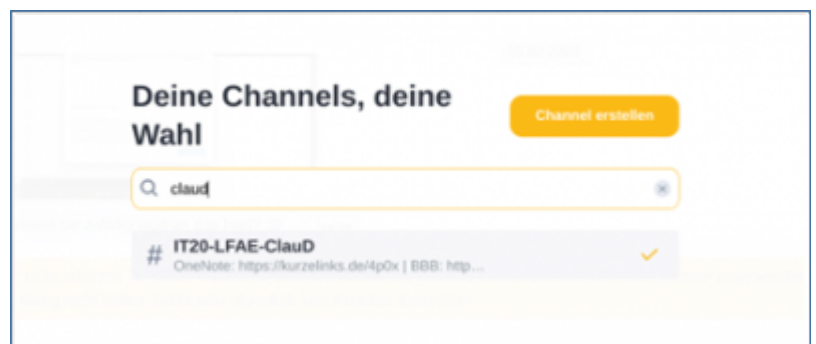 Deine Channels, deine
Wahl
Channel erstellen
claud
# IT20-LFAE-ClauD
OneNote: https://kurzelinks.de/4p0x | BBB: http...